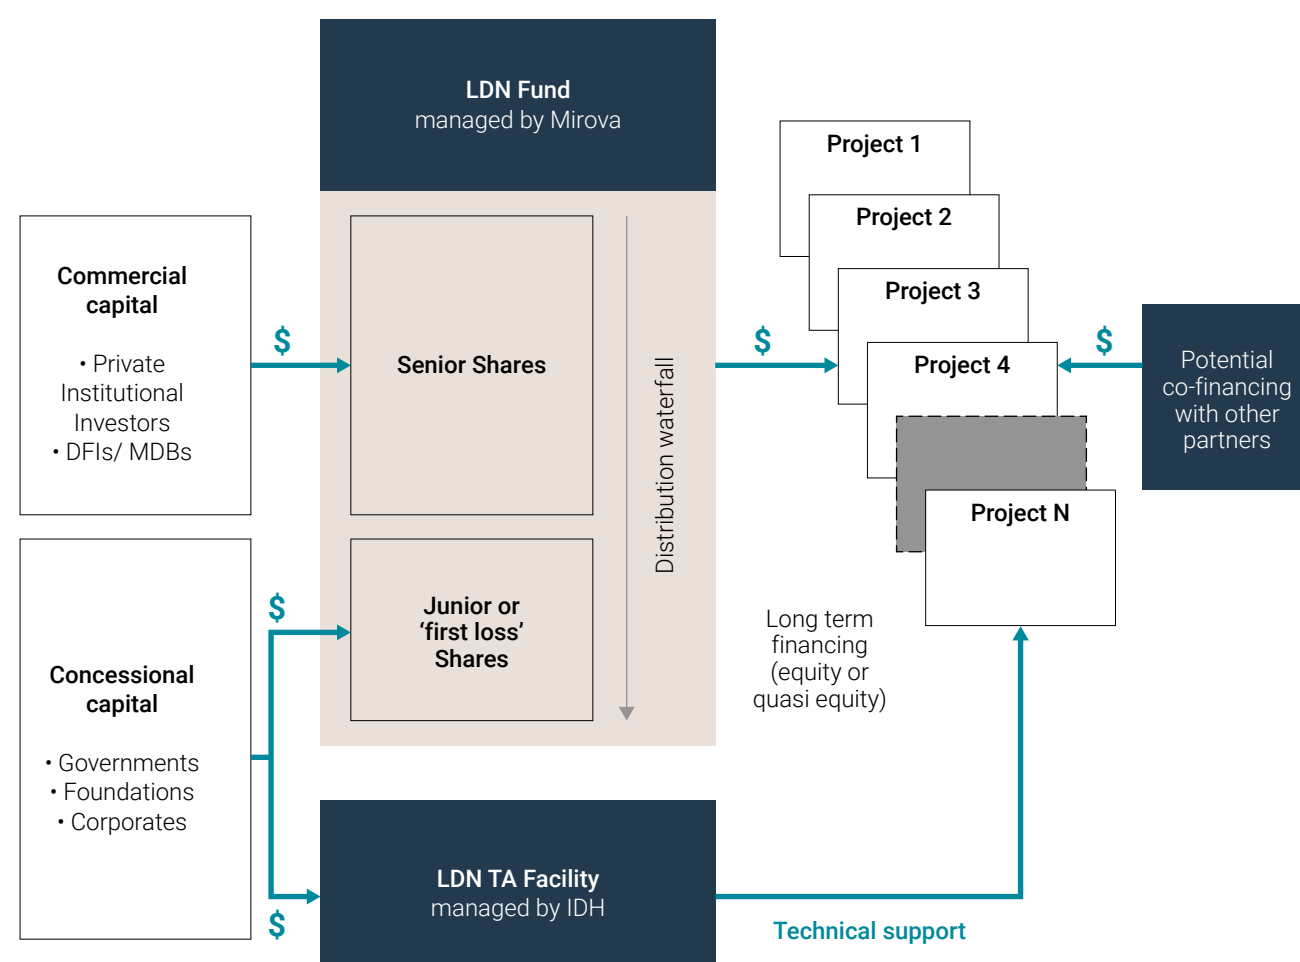 LDN Fund
managed by Mirova
Commercial
capital
• Private
Institutional
Investors
• DFIs/ MDBs
$
Senior Shares
Distribution waterfall
$
Project 1
Project 2
Project 3
Project 4
Project N
$
Potential
co-financing
with other
partners
Concessional
capital
• Governments
• Foundations
• Corporates
$
Junior or
‘first loss’
Shares
Long term
financing
(equity or
quasi equity)
$
LDN TA Facility
managed by IDH
Technical support